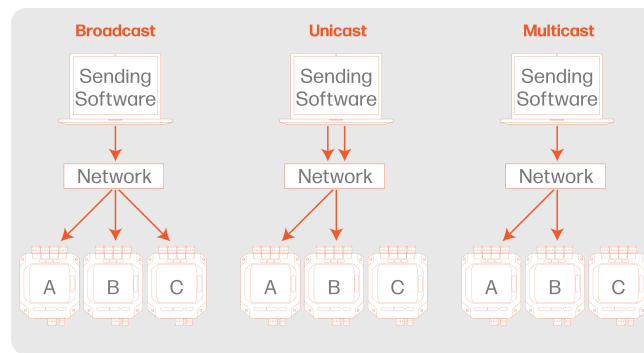 Broadcast
Sending
Software
Network
A
B
C
Unicast
Sending
Software
Network
A
B
C
Multicast
Sending
Software
Network
A
B
C